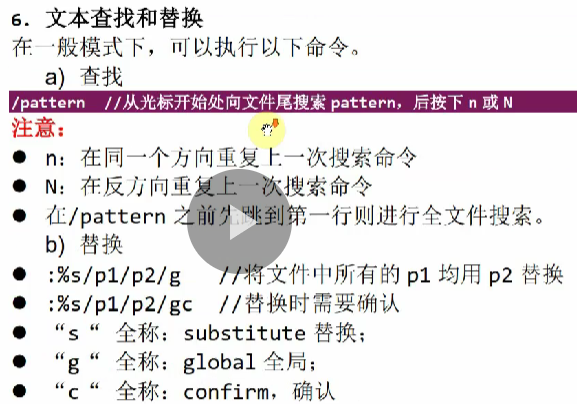 6. 文本查找和替换
在一般模式下，可以执行以下命令。
a) 查找
/pattern //从光标开始处向文件尾搜索 pattern，后按下 n 或 N
注意：
● n：在同一个方向重复上一次搜索命令
● N：在反方向重复上一次搜索命令
● 在/pattern 之前先跳到第一行则进行全文件搜索。
b) 替换
● :%s/p1/p2/g //将文件中所有的 p1 均用 p2 替换
● :%s/p1/p2/gc //替换时需要确认
● “s “ 全称：substitute 替换；
● “g “ 全称：global 全局；
● “c “ 全称：confirm，确认